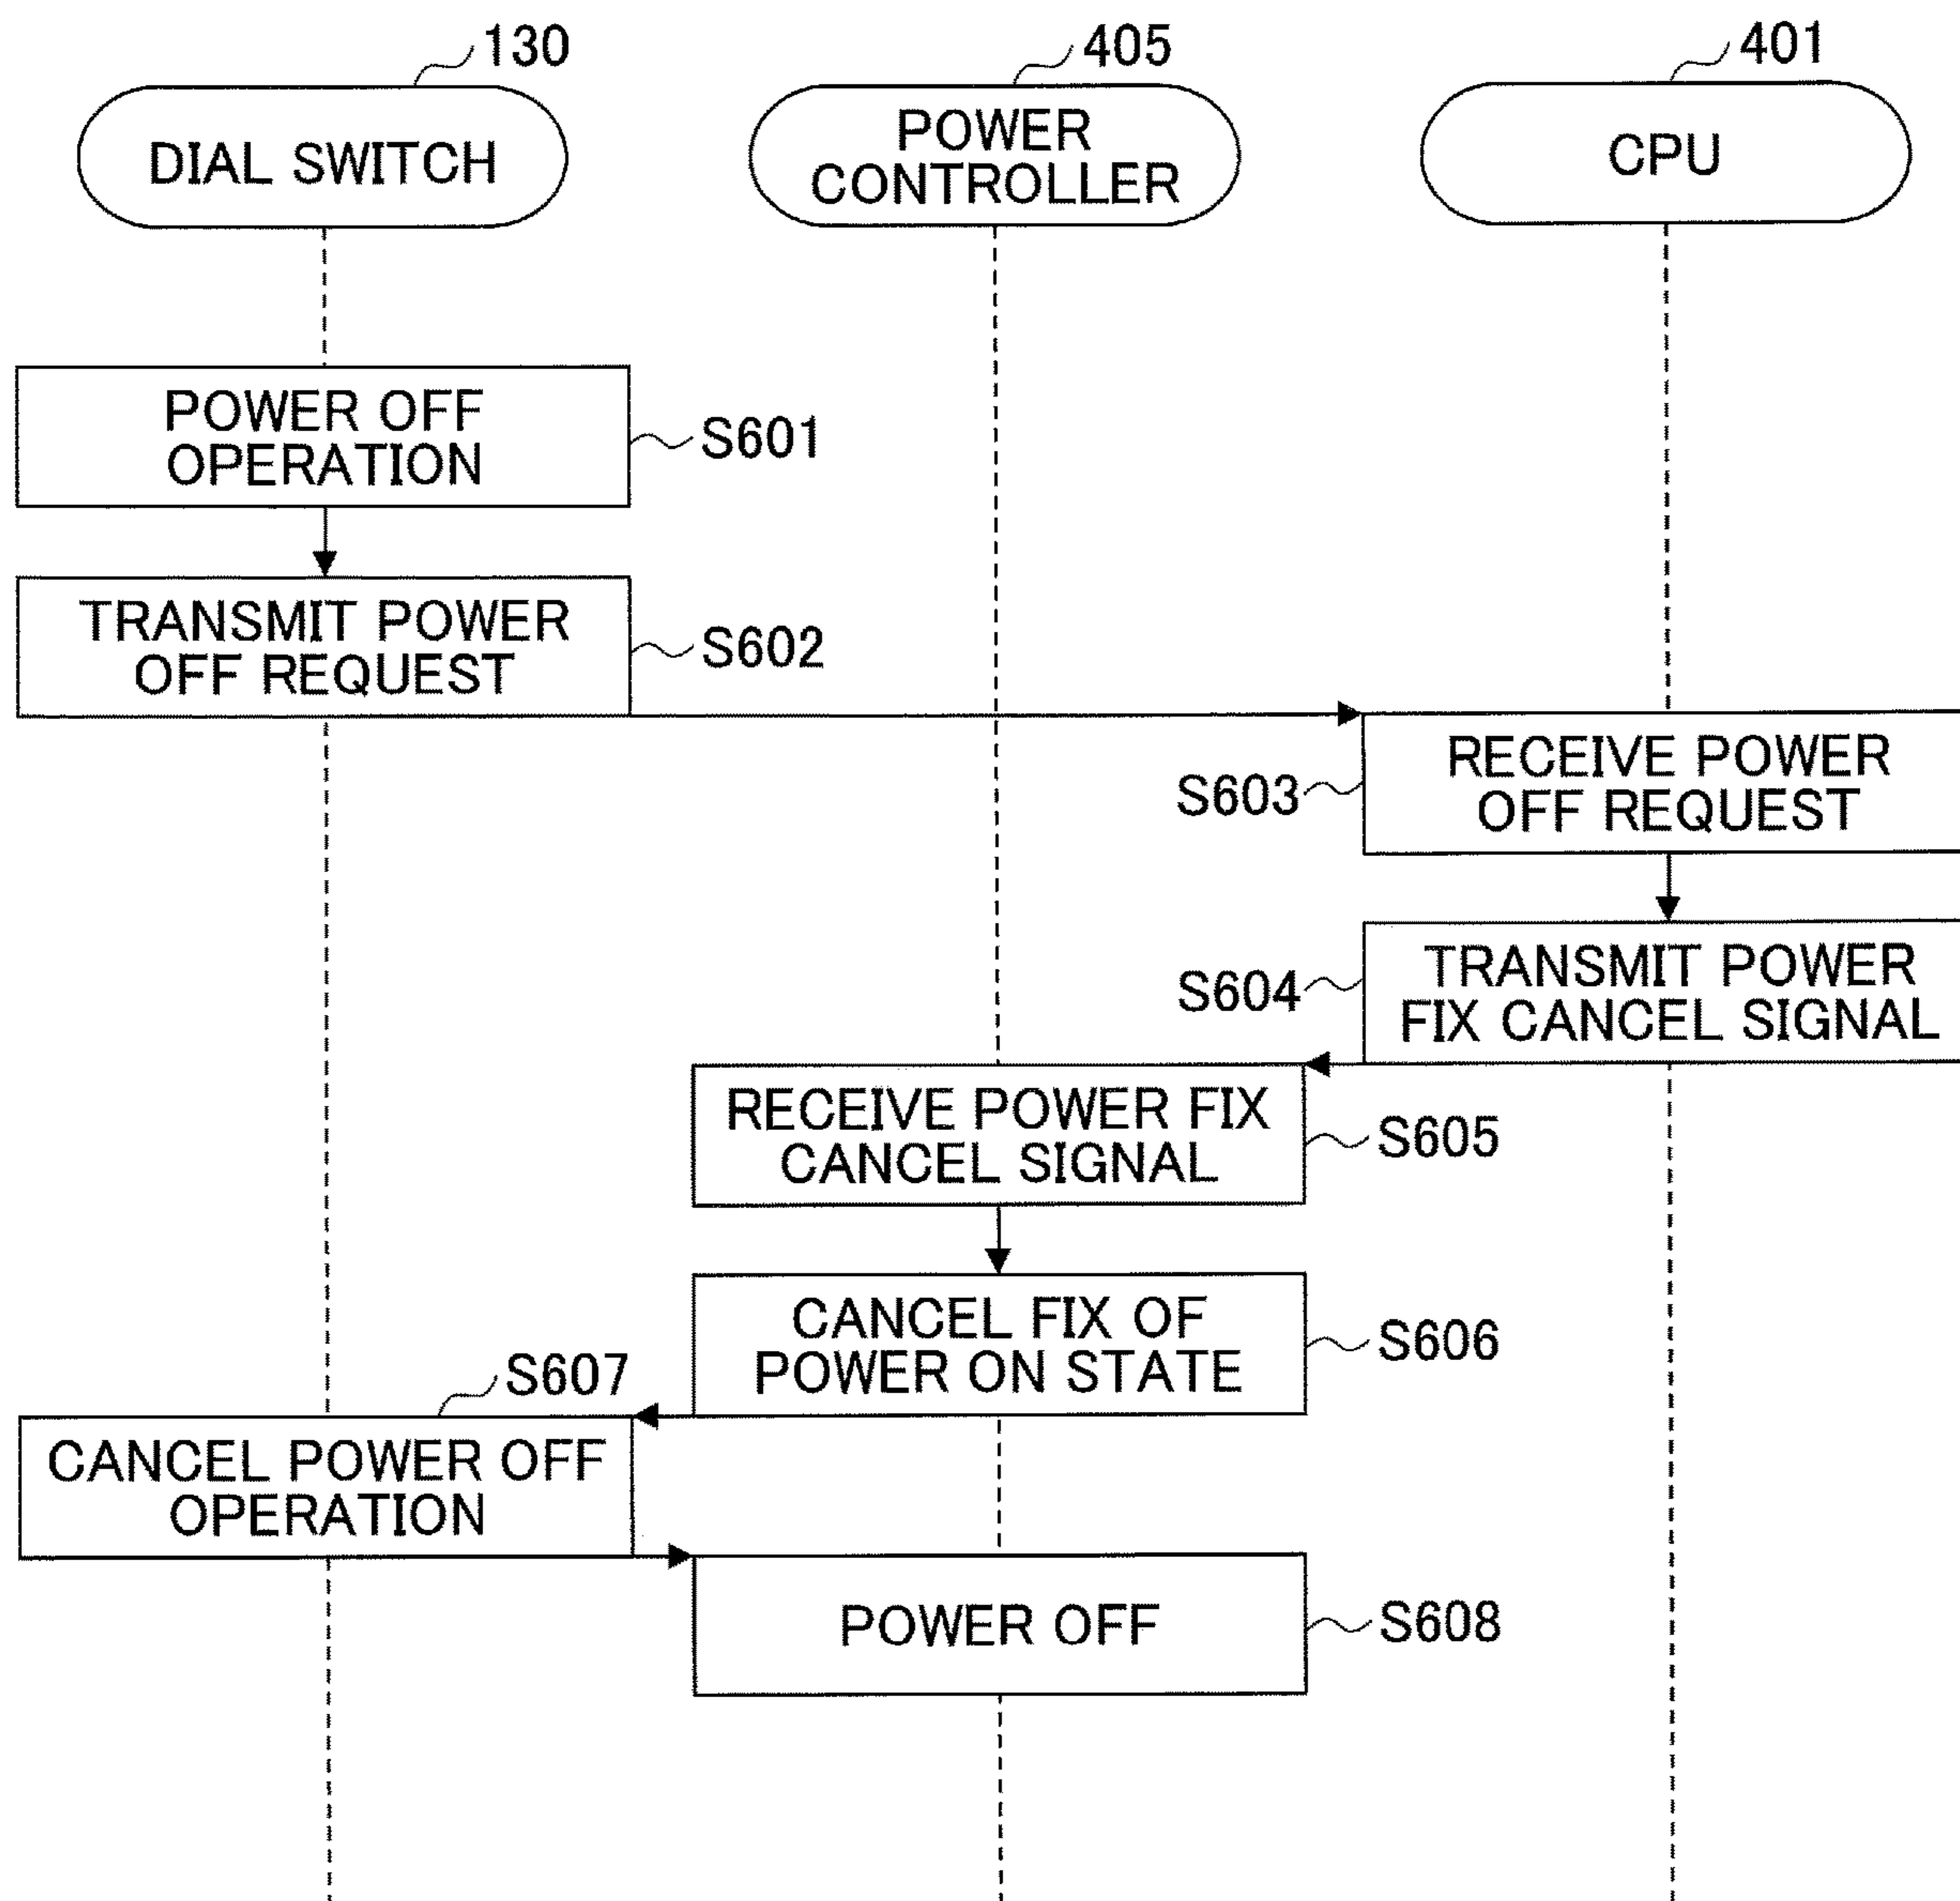 130
405
401
DIAL SWITCH
POWER
CONTROLLER
CPU
POWER OFF
OPERATION
S601
TRANSMIT POWER
OFF REQUEST
S602
RECEIVE POWER
OFF REQUEST
S603
TRANSMIT POWER
FIX CANCEL SIGNAL
S604
RECEIVE POWER FIX
CANCEL SIGNAL
S605
CANCEL FIX OF
POWER ON STATE
S606
S607
CANCEL POWER OFF
OPERATION
POWER OFF
S608